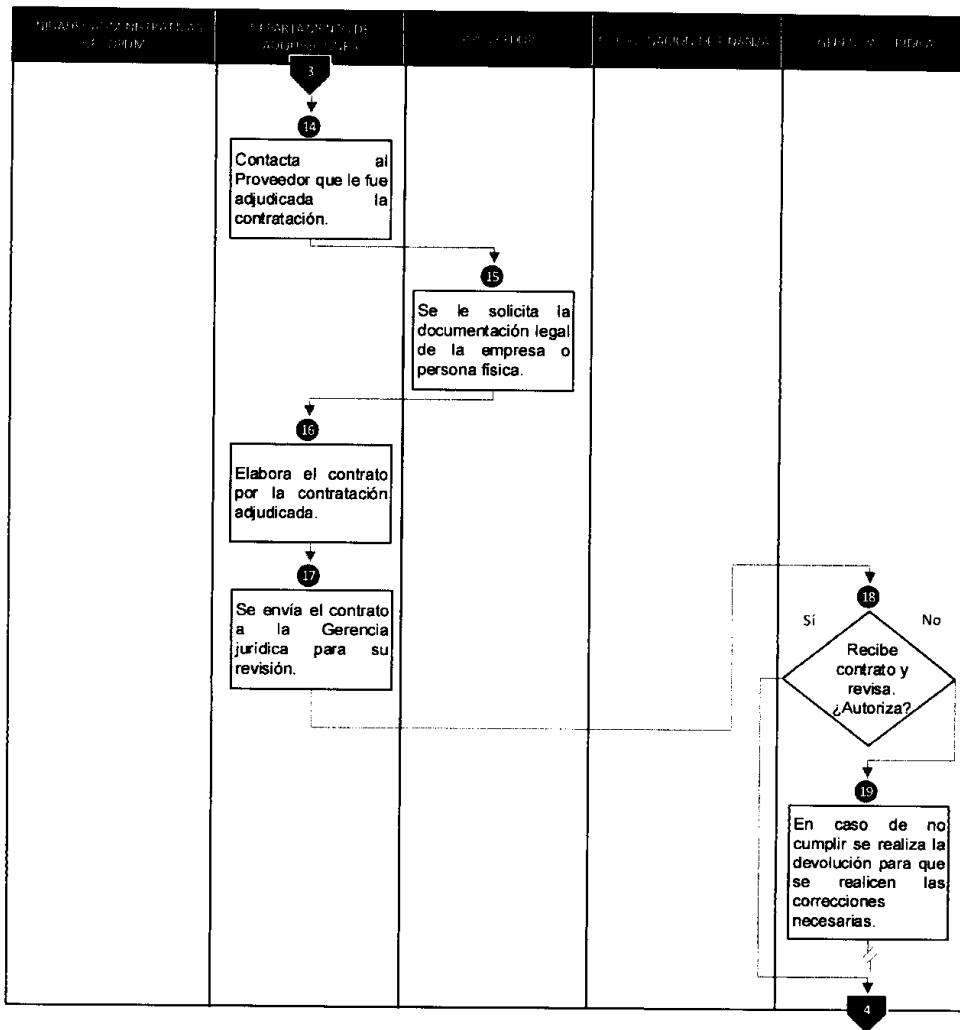 DEPARTAMENTO DE
ADQUISICIONES
3
14
Contacta al
Proveedor que le fue
adjudicada la
contratación.
15
Se le solicita la
documentación legal
de la empresa o
persona física.
16
Elabora el contrato
por la contratación
adjudicada.
17
Se envía el contrato
a la Gerencia
jurídica para su
revisión.
18
Sí
No
Recibe
contrato y
revisa.
¿Autoriza?
19
En caso de no
cumplir se realiza la
devolución para que
se realicen las
correcciones
necesarias.
4